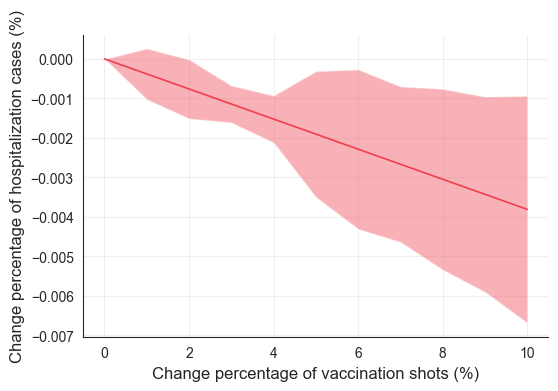 Change percentage of hospitalization cases (%)
0.000
−0.001
−0.002
−0.003
−0.004
−0.005
−0.006
−0.007
0 2 4 6 8 10
Change percentage of vaccination shots (%)